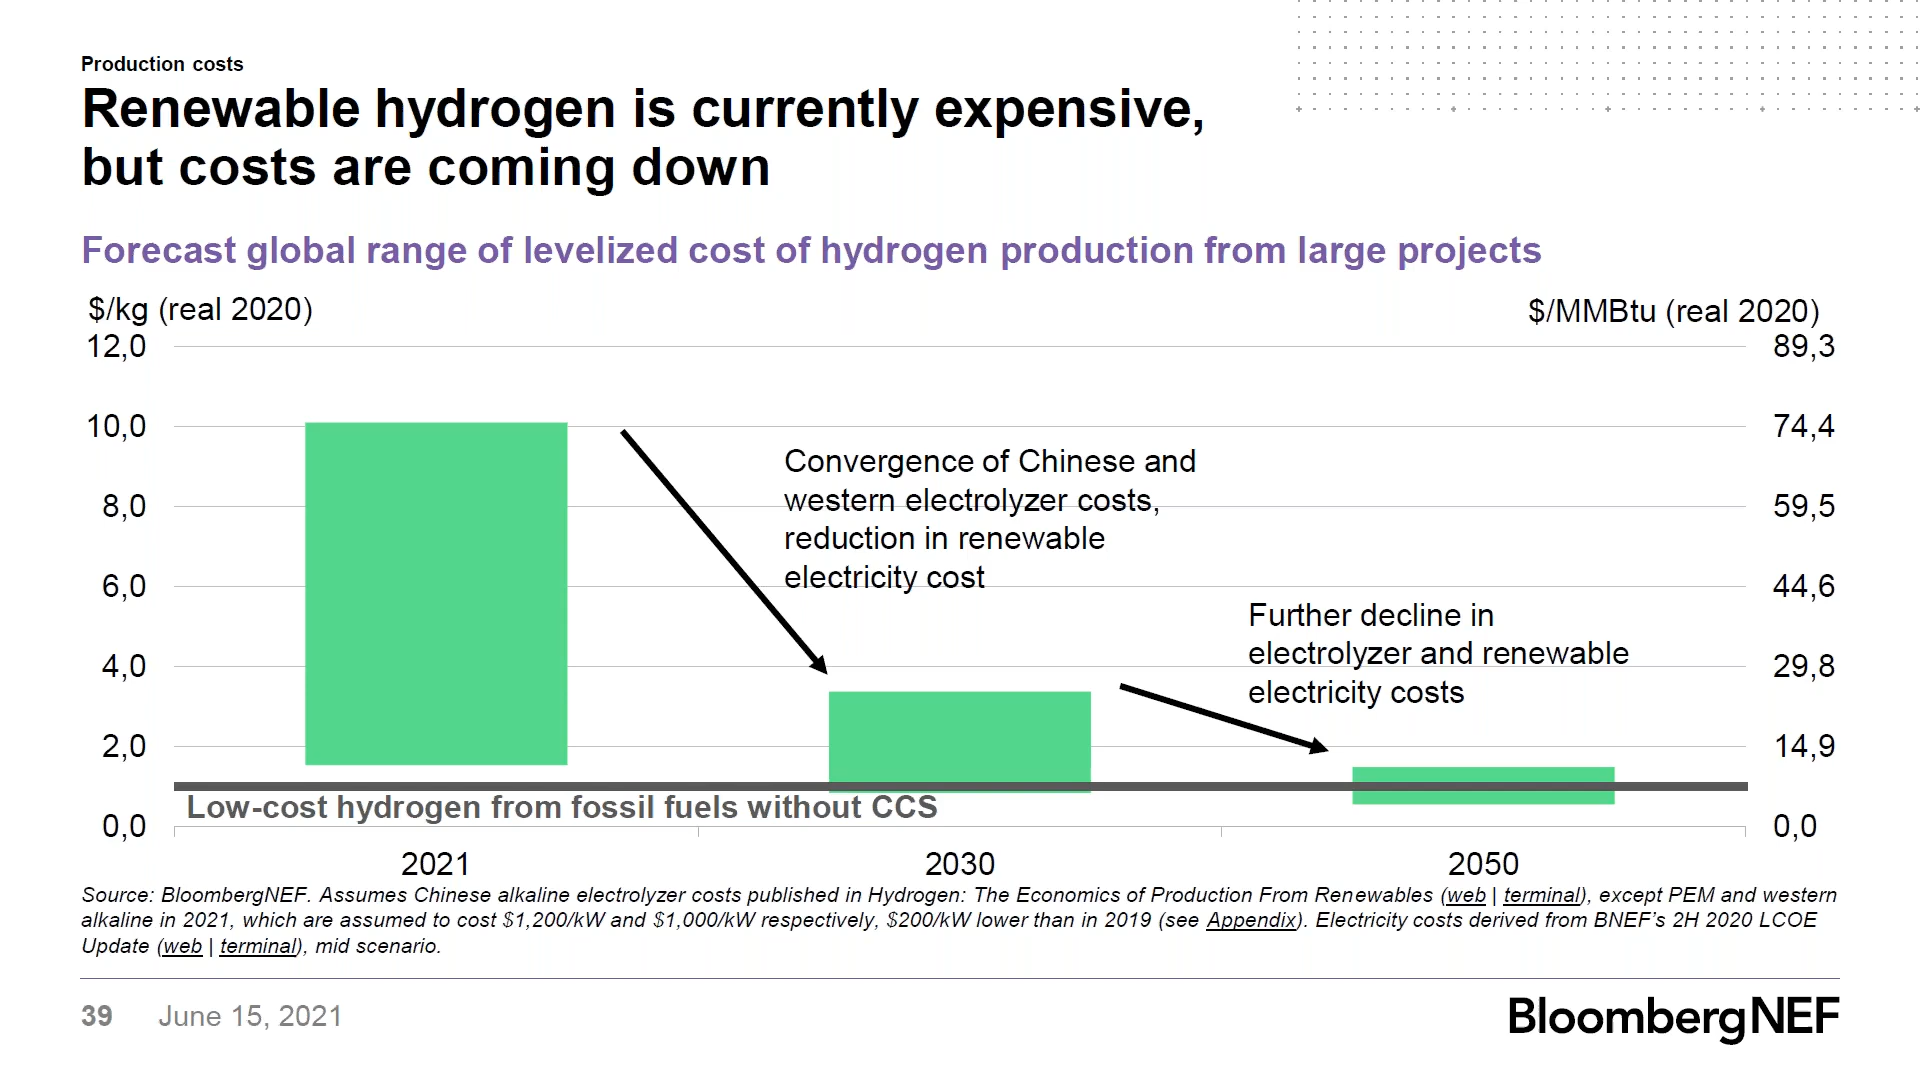 Production costs
Renewable hydrogen is currently expensive,
but costs are coming down
Forecast global range of levelized cost of hydrogen production from large projects
$/kg (real 2020)
$/MMBtu (real 2020)
12,0
89,3
10,0
74,4
Convergence of Chinese and
western electrolyzer costs,
reduction in renewable
electricity cost
8,0
59,5
6,0
44,6
Further decline in
electrolyzer and renewable
electricity costs
4,0
29,8
2,0
14,9
Low-cost hydrogen from fossil fuels without CCS
0,0
0,0
2021
2030
2050
Source: BloombergNEF. Assumes Chinese alkaline electrolyzer costs published in Hydrogen: The Economics of Production From Renewables (web | terminal), except PEM and western
alkaline in 2021, which are assumed to cost $1,200/kW and $1,000/kW respectively, $200/kW lower than in 2019 (see Appendix). Electricity costs derived from BNEF’s 2H 2020 LCOE
Update (web | terminal), mid scenario.
39 June 15, 2021
BloombergNEF